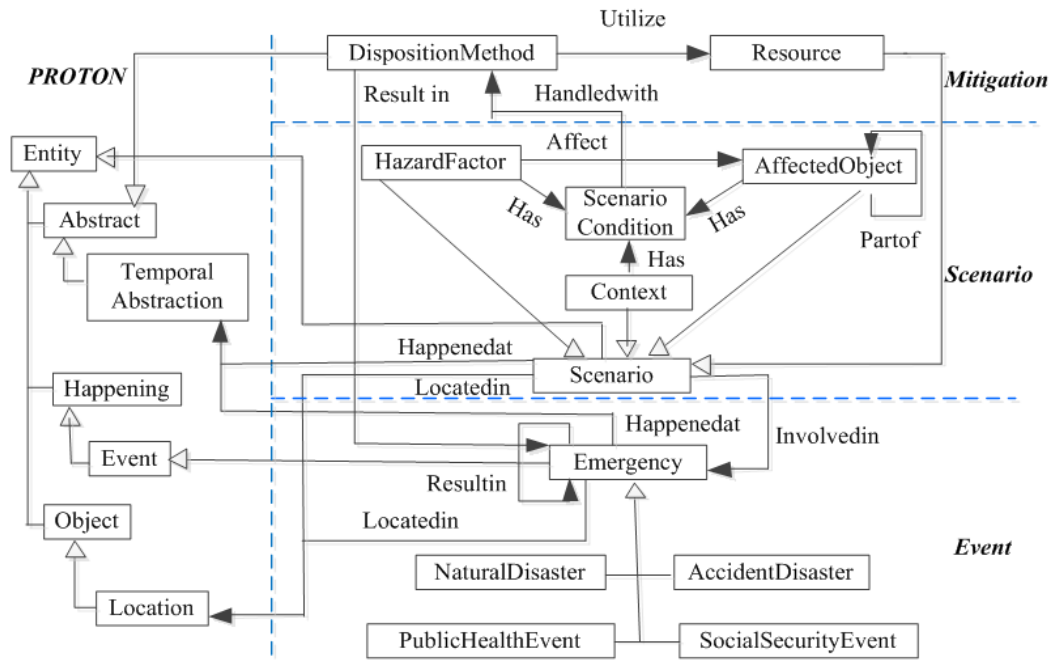 Utilize
DispositionMethod
Resource
PROTON
Mitigation
Result in
Handledwith
Entity
HazardFactor
Affect
AffectedObject
Abstract
Has
Scenario
Condition
Has
Partof
Temporal
Abstraction
Has
Context
Scenario
Happenedat
Scenario
Locatedin
Happening
Happenedat
Involvedin
Event
Emergency
Resultin
Object
Locatedin
Event
NaturalDisaster
AccidentDisaster
Location
PublicHealthEvent
SocialSecurityEvent